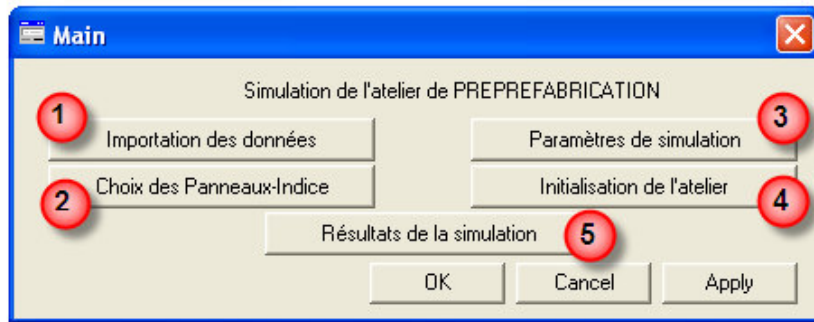 Main
Simulation de l'atelier de PREPREFABRICATION
1
Importation des données
3
Paramètres de simulation
2
Choix des Panneaux-Indice
4
Initialisation de l'atelier
Résultats de la simulation
5
OK
Cancel
Apply